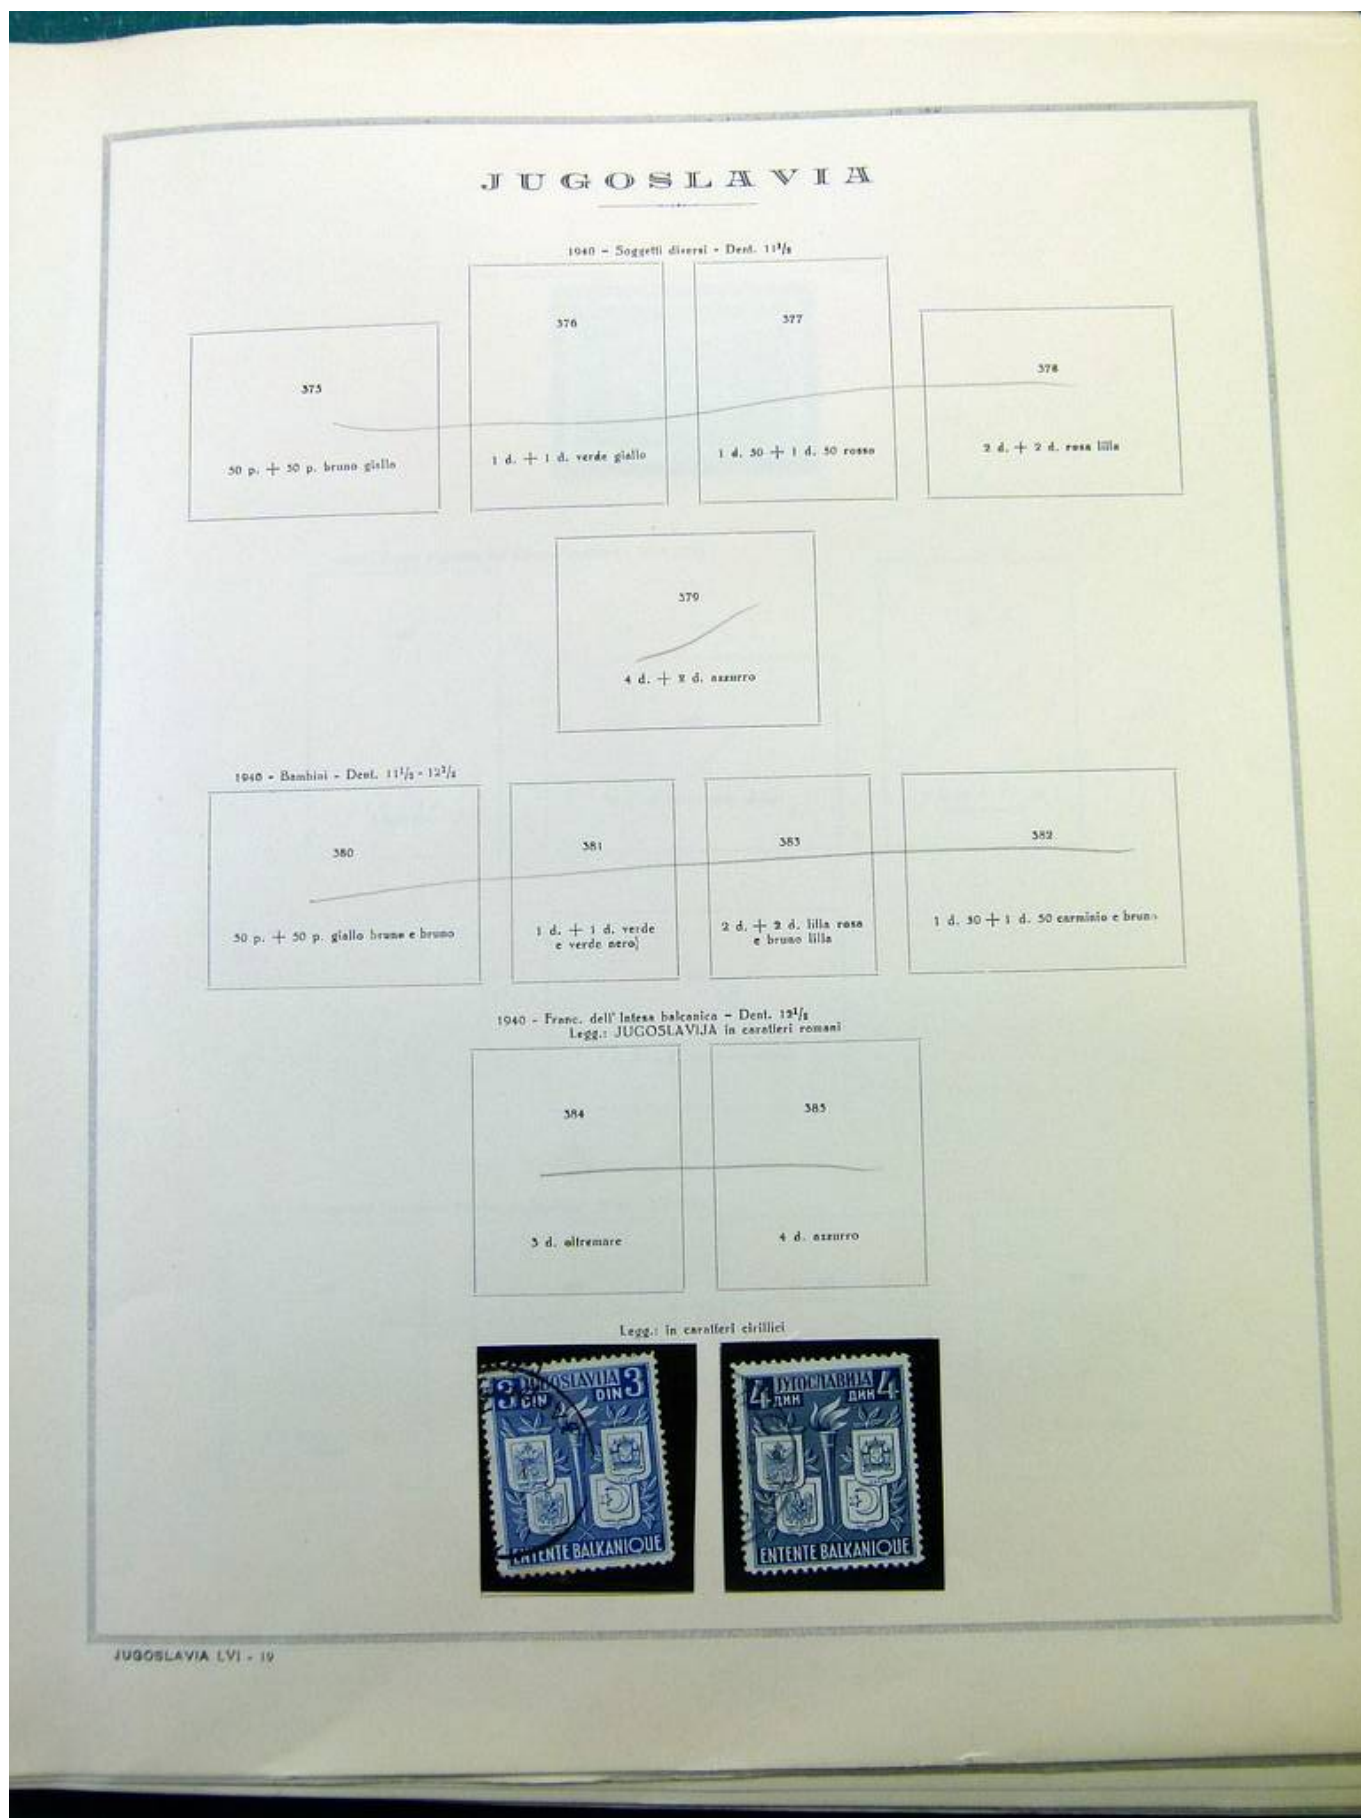 JUGOSLAVIA
1940 - Soggetti diversi - Dent. 11½
375
50 p. + 50 p. bruno giallo
376
1 d. + 1 d. verde giallo
377
1 d. 50 + 1 d. 50 rosso
378
2 d. + 2 d. rosa lilla
379
4 d. + 2 d. azzurro
1940 - Bambini - Dent. 11½ - 12½
380
50 p. + 50 p. giallo bruno e bruno
381
1 d. + 1 d. verde
e verde nero
383
2 d. + 2 d. lilla rosa
e bruno lilla
382
1 d. 50 + 1 d. 50 carminio e bruno
1940 - Franc. dell' Intesa balcanica - Dent. 12½
Legg.: JUGOSLAVIJA in caratteri romani
384
3 d. oltremare
385
4 d. azzurro
Legg.: in caratteri cirillici
3 JUGOSLAVIJA 3
DIN DIN
ENTENTE BALKANIQUE
4 ЈУГОСЛАВИЈА 4
ДИН ДИН
ENTENTE BALKANIQUE
JUGOSLAVIA LVI - 19